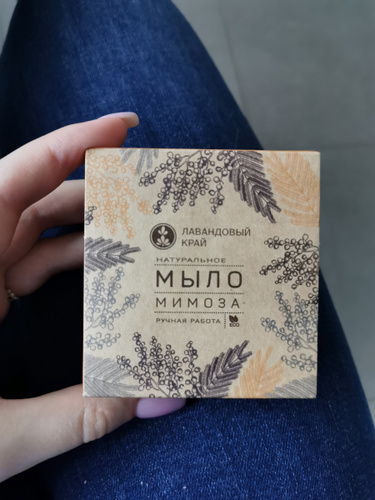 ЛАВАНДОВЫЙ
КРАЙ
НАТУРАЛЬНОЕ
МЫЛО
МИМОЗА
РУЧНАЯ РАБОТА
ECO